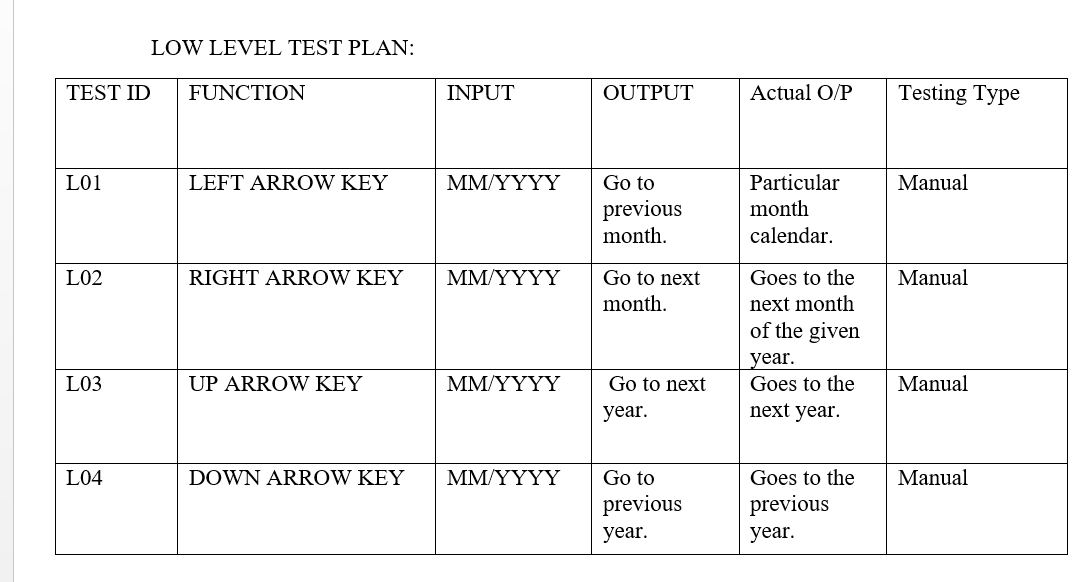 LOW LEVEL TEST PLAN:
TEST ID FUNCTION INPUT OUTPUT Actual O/P Testing Type
L01 LEFT ARROW KEY MM/YYYY Go to Particular Manual
previous month
month. calendar.
L02 RIGHT ARROW KEY MM/YYYY Go to next Goes to the Manual
month. next month
of the given
year.
L03 UP ARROW KEY MM/YYYY Go to next Goes to the Manual
year. next year.
L04 DOWN ARROW KEY MM/YYYY Go to Goes to the Manual
previous previous
year. year.